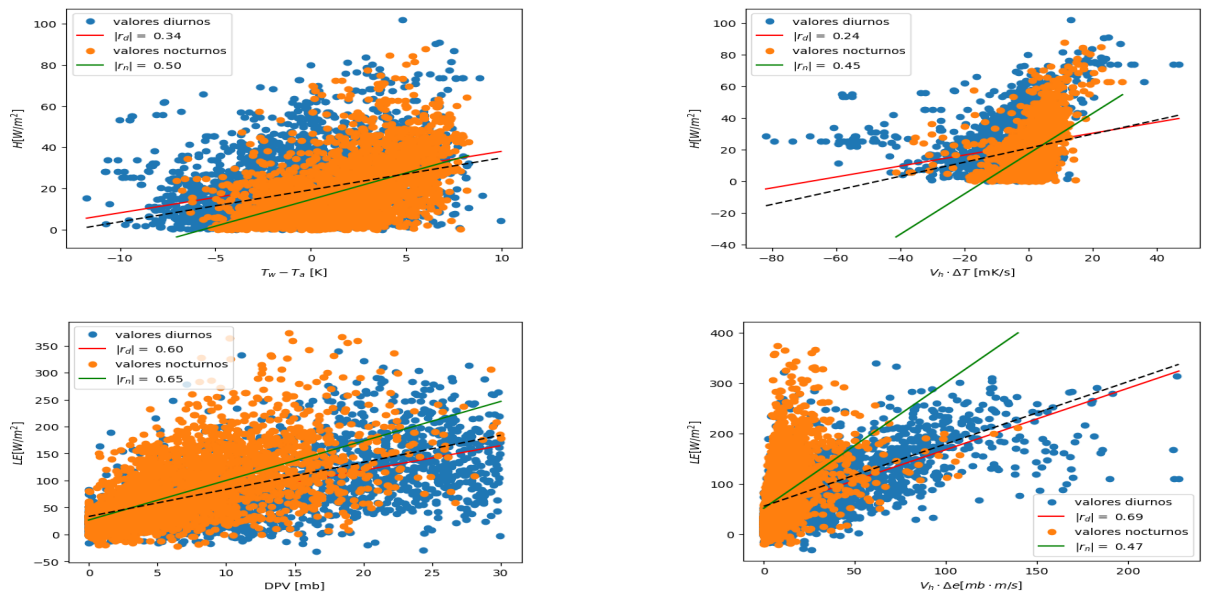 valores diurnos
|r_d| = 0.34
valores nocturnos
|r_n| = 0.50
H[W/m²]
100
80
60
40
20
0
−10
−5
0
5
10
T_w − T_a [K]
valores diurnos
|r_d| = 0.24
valores nocturnos
|r_n| = 0.45
H[W/m²]
100
80
60
40
20
0
−20
−40
−80
−60
−40
−20
0
20
40
V_h · ΔT [mK/s]
valores diurnos
|r_d| = 0.60
valores nocturnos
|r_n| = 0.65
LE[W/m²]
350
300
250
200
150
100
50
0
−50
0
5
10
15
20
25
30
DPV [mb]
LE[W/m²]
400
300
200
100
0
valores diurnos
|r_d| = 0.69
valores nocturnos
|r_n| = 0.47
0
50
100
150
200
V_h · Δe[mb · m/s]